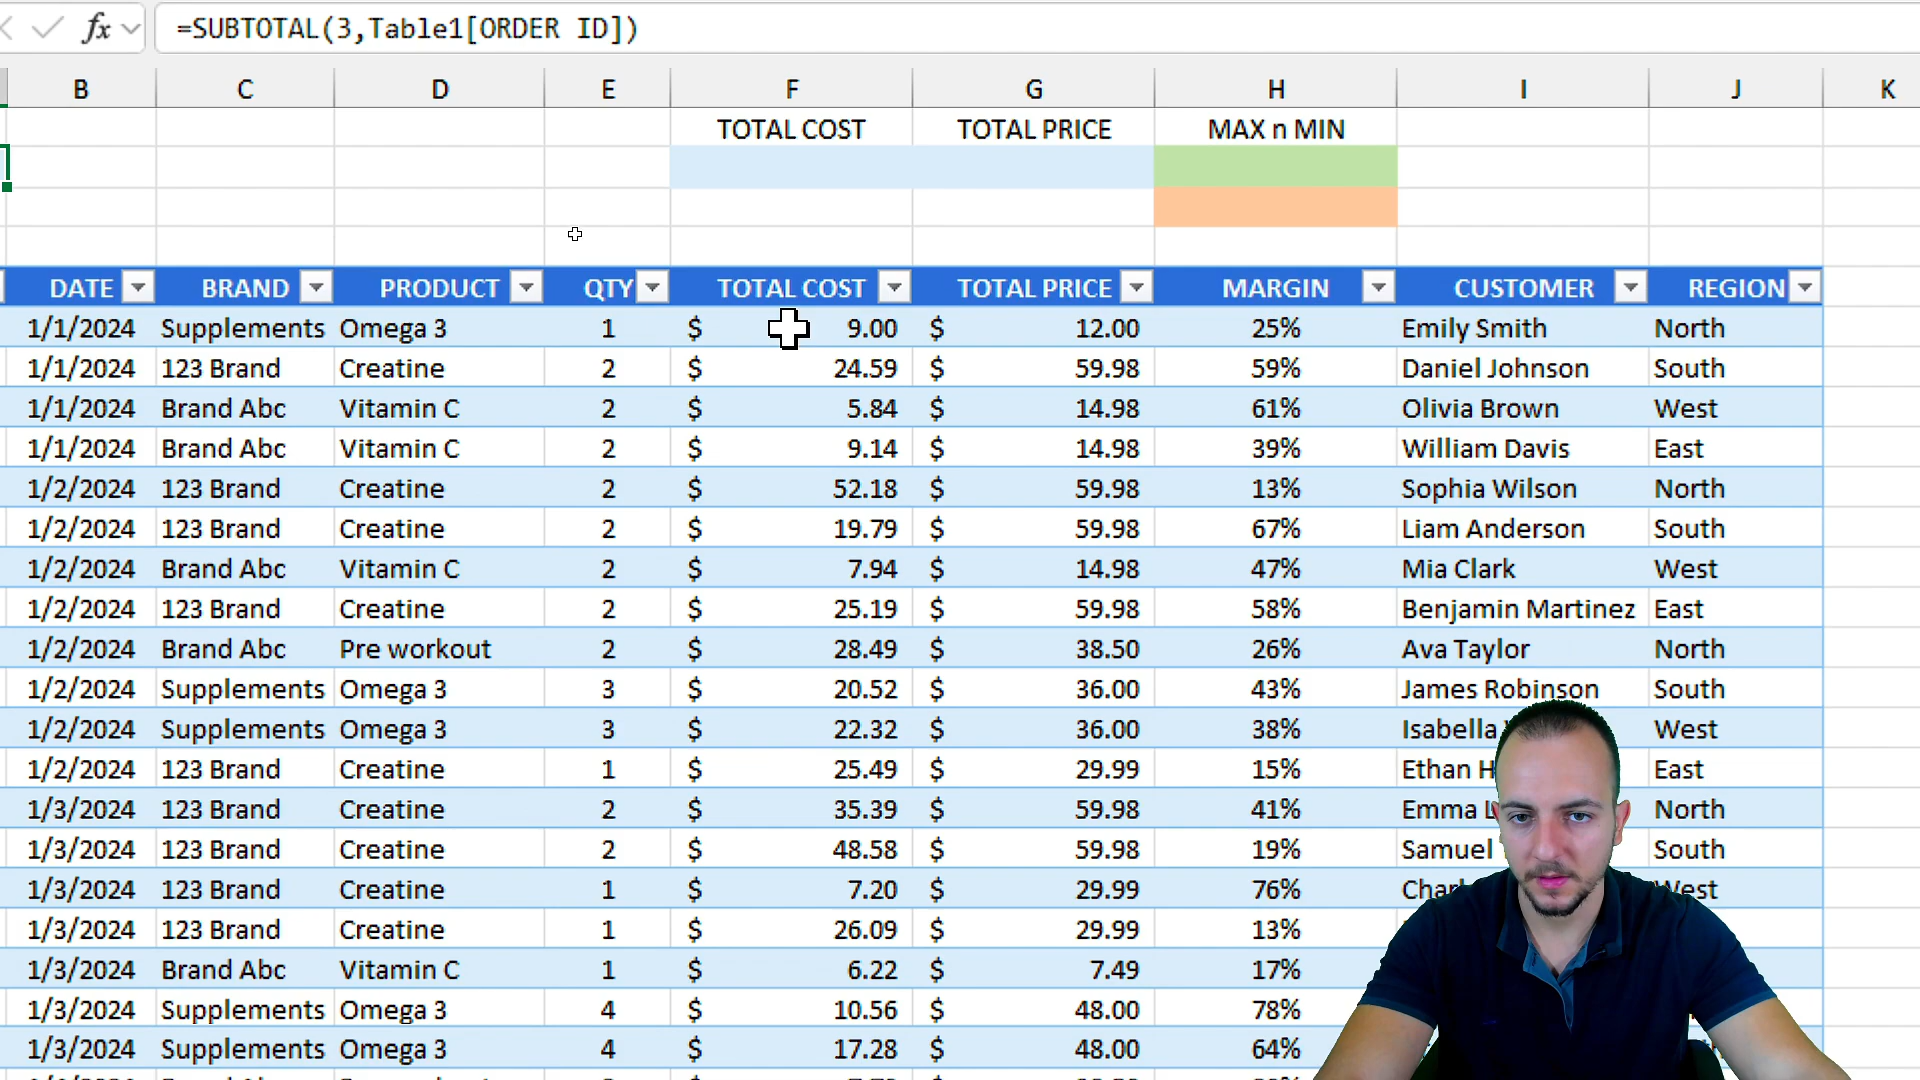 fx =SUBTOTAL(3,Table1[ORDER ID])
B C D E F G H I J K
TOTAL COST TOTAL PRICE MAX n MIN
DATE BRAND PRODUCT QTY TOTAL COST TOTAL PRICE MARGIN CUSTOMER REGION
1/1/2024 Supplements Omega 3 1 $ 9.00 $ 12.00 25% Emily Smith North
1/1/2024 123 Brand Creatine 2 $ 24.59 $ 59.98 59% Daniel Johnson South
1/1/2024 Brand Abc Vitamin C 2 $ 5.84 $ 14.98 61% Olivia Brown West
1/1/2024 Brand Abc Vitamin C 2 $ 9.14 $ 14.98 39% William Davis East
1/2/2024 123 Brand Creatine 2 $ 52.18 $ 59.98 13% Sophia Wilson North
1/2/2024 123 Brand Creatine 2 $ 19.79 $ 59.98 67% Liam Anderson South
1/2/2024 Brand Abc Vitamin C 2 $ 7.94 $ 14.98 47% Mia Clark West
1/2/2024 123 Brand Creatine 2 $ 25.19 $ 59.98 58% Benjamin Martinez East
1/2/2024 Brand Abc Pre workout 2 $ 28.49 $ 38.50 26% Ava Taylor North
1/2/2024 Supplements Omega 3 3 $ 20.52 $ 36.00 43% James Robinson South
1/2/2024 Supplements Omega 3 3 $ 22.32 $ 36.00 38% Isabella West
1/2/2024 123 Brand Creatine 1 $ 25.49 $ 29.99 15% Ethan East
1/3/2024 123 Brand Creatine 2 $ 35.39 $ 59.98 41% Emma North
1/3/2024 123 Brand Creatine 2 $ 48.58 $ 59.98 19% Samuel South
1/3/2024 123 Brand Creatine 1 $ 7.20 $ 29.99 76% West
1/3/2024 123 Brand Creatine 1 $ 26.09 $ 29.99 13%
1/3/2024 Brand Abc Vitamin C 1 $ 6.22 $ 7.49 17%
1/3/2024 Supplements Omega 3 4 $ 10.56 $ 48.00 78%
1/3/2024 Supplements Omega 3 4 $ 17.28 $ 48.00 64%